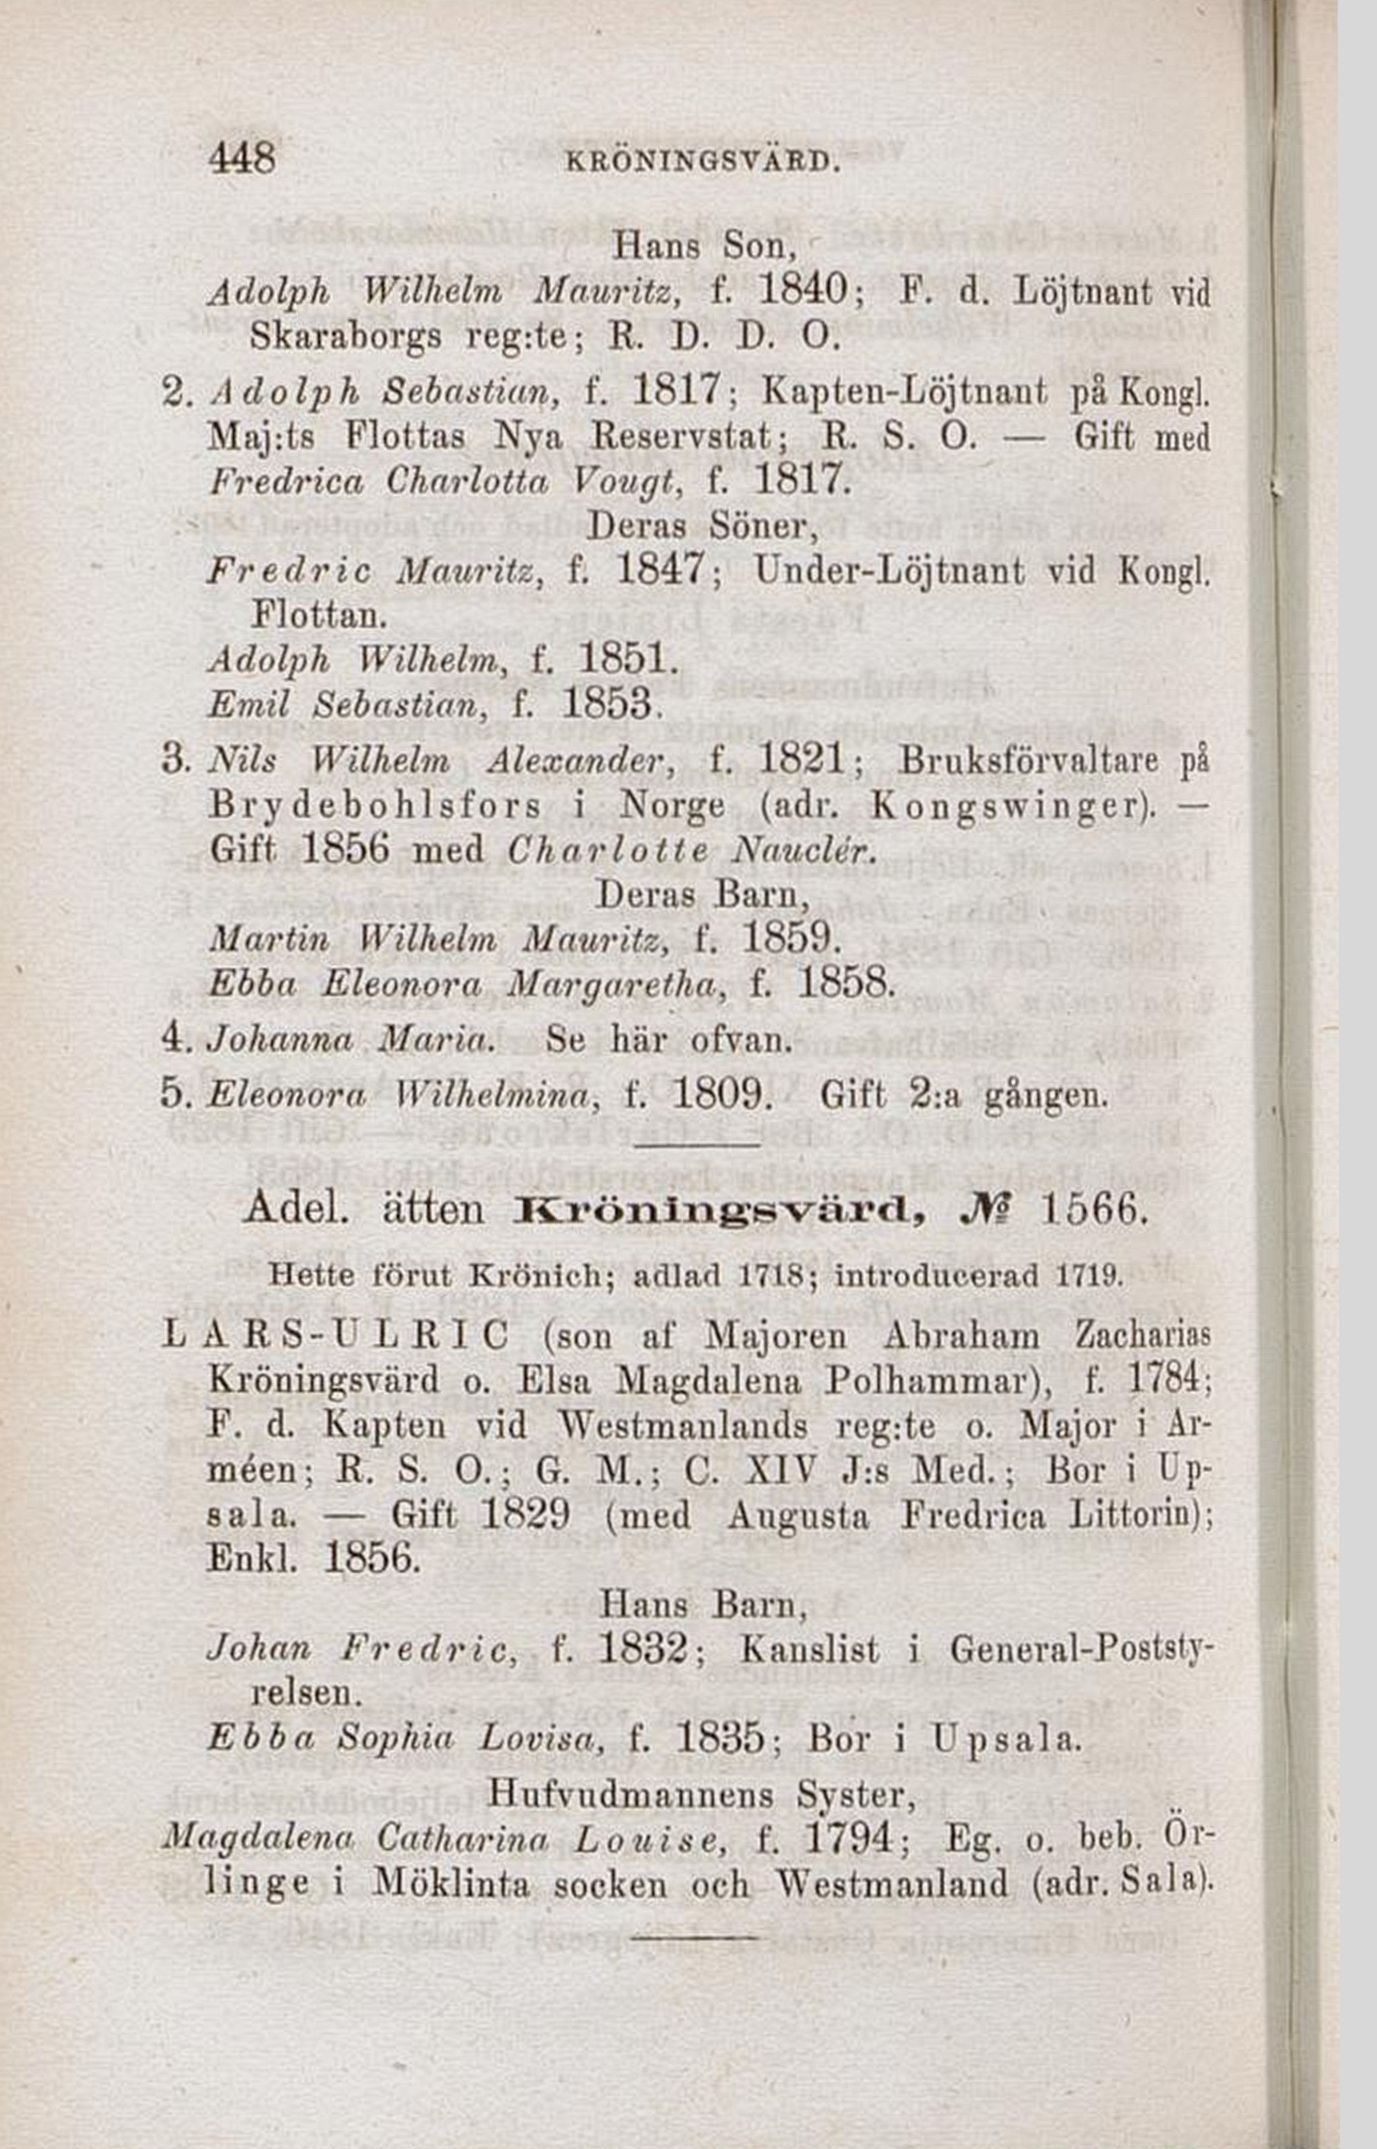 448 KRÖNINGSVÄRD.
Hans Son,
Adolph Wilhelm Mauritz, f. 1840; F. d. Löjtnant vid
Skaraborgs reg:te; R. D. D. O.
2. Adolph Sebastian, f. 1817; Kapten-Löjtnant på Kongl.
Maj:ts Flottas Nya Reservstat; R. S. O. — Gift med
Fredrica Charlotta Vougt, f. 1817.
Deras Söner,
Fredric Mauritz, f. 1847; Under-Löjtnant vid Kongl.
Flottan.
Adolph Wilhelm, f. 1851.
Emil Sebastian, f. 1853.
3. Nils Wilhelm Alexander, f. 1821; Bruksförvaltare på
Brydebohlsfors i Norge (adr. Kongswinger). —
Gift 1856 med Charlotte Nauclér.
Deras Barn,
Martin Wilhelm Mauritz, f. 1859.
Ebba Eleonora Margaretha, f. 1858.
4. Johanna Maria. Se här ofvan.
5. Eleonora Wilhelmina, f. 1809. Gift 2:a gången.
Adel. ätten Kröningsvärd, № 1566.
Hette förut Krönich; adlad 1718; introducerad 1719.
LARS-ULRIC (son af Majoren Abraham Zacharias
Kröningsvärd o. Elsa Magdalena Polhammar), f. 1784;
F. d. Kapten vid Westmanlands reg:te o. Major i Ar-
méen; R. S. O.; G. M.; C. XIV J:s Med.; Bor i Up-
sala. — Gift 1829 (med Augusta Fredrica Littorin);
Enkl. 1856.
Hans Barn,
Johan Fredric, f. 1832; Kanslist i General-Poststy-
relsen.
Ebba Sophia Lovisa, f. 1835; Bor i Upsala.
Hufvudmannens Syster,
Magdalena Catharina Louise, f. 1794; Eg. o. beb. Ör-
linge i Möklinta socken och Westmanland (adr. Sala).